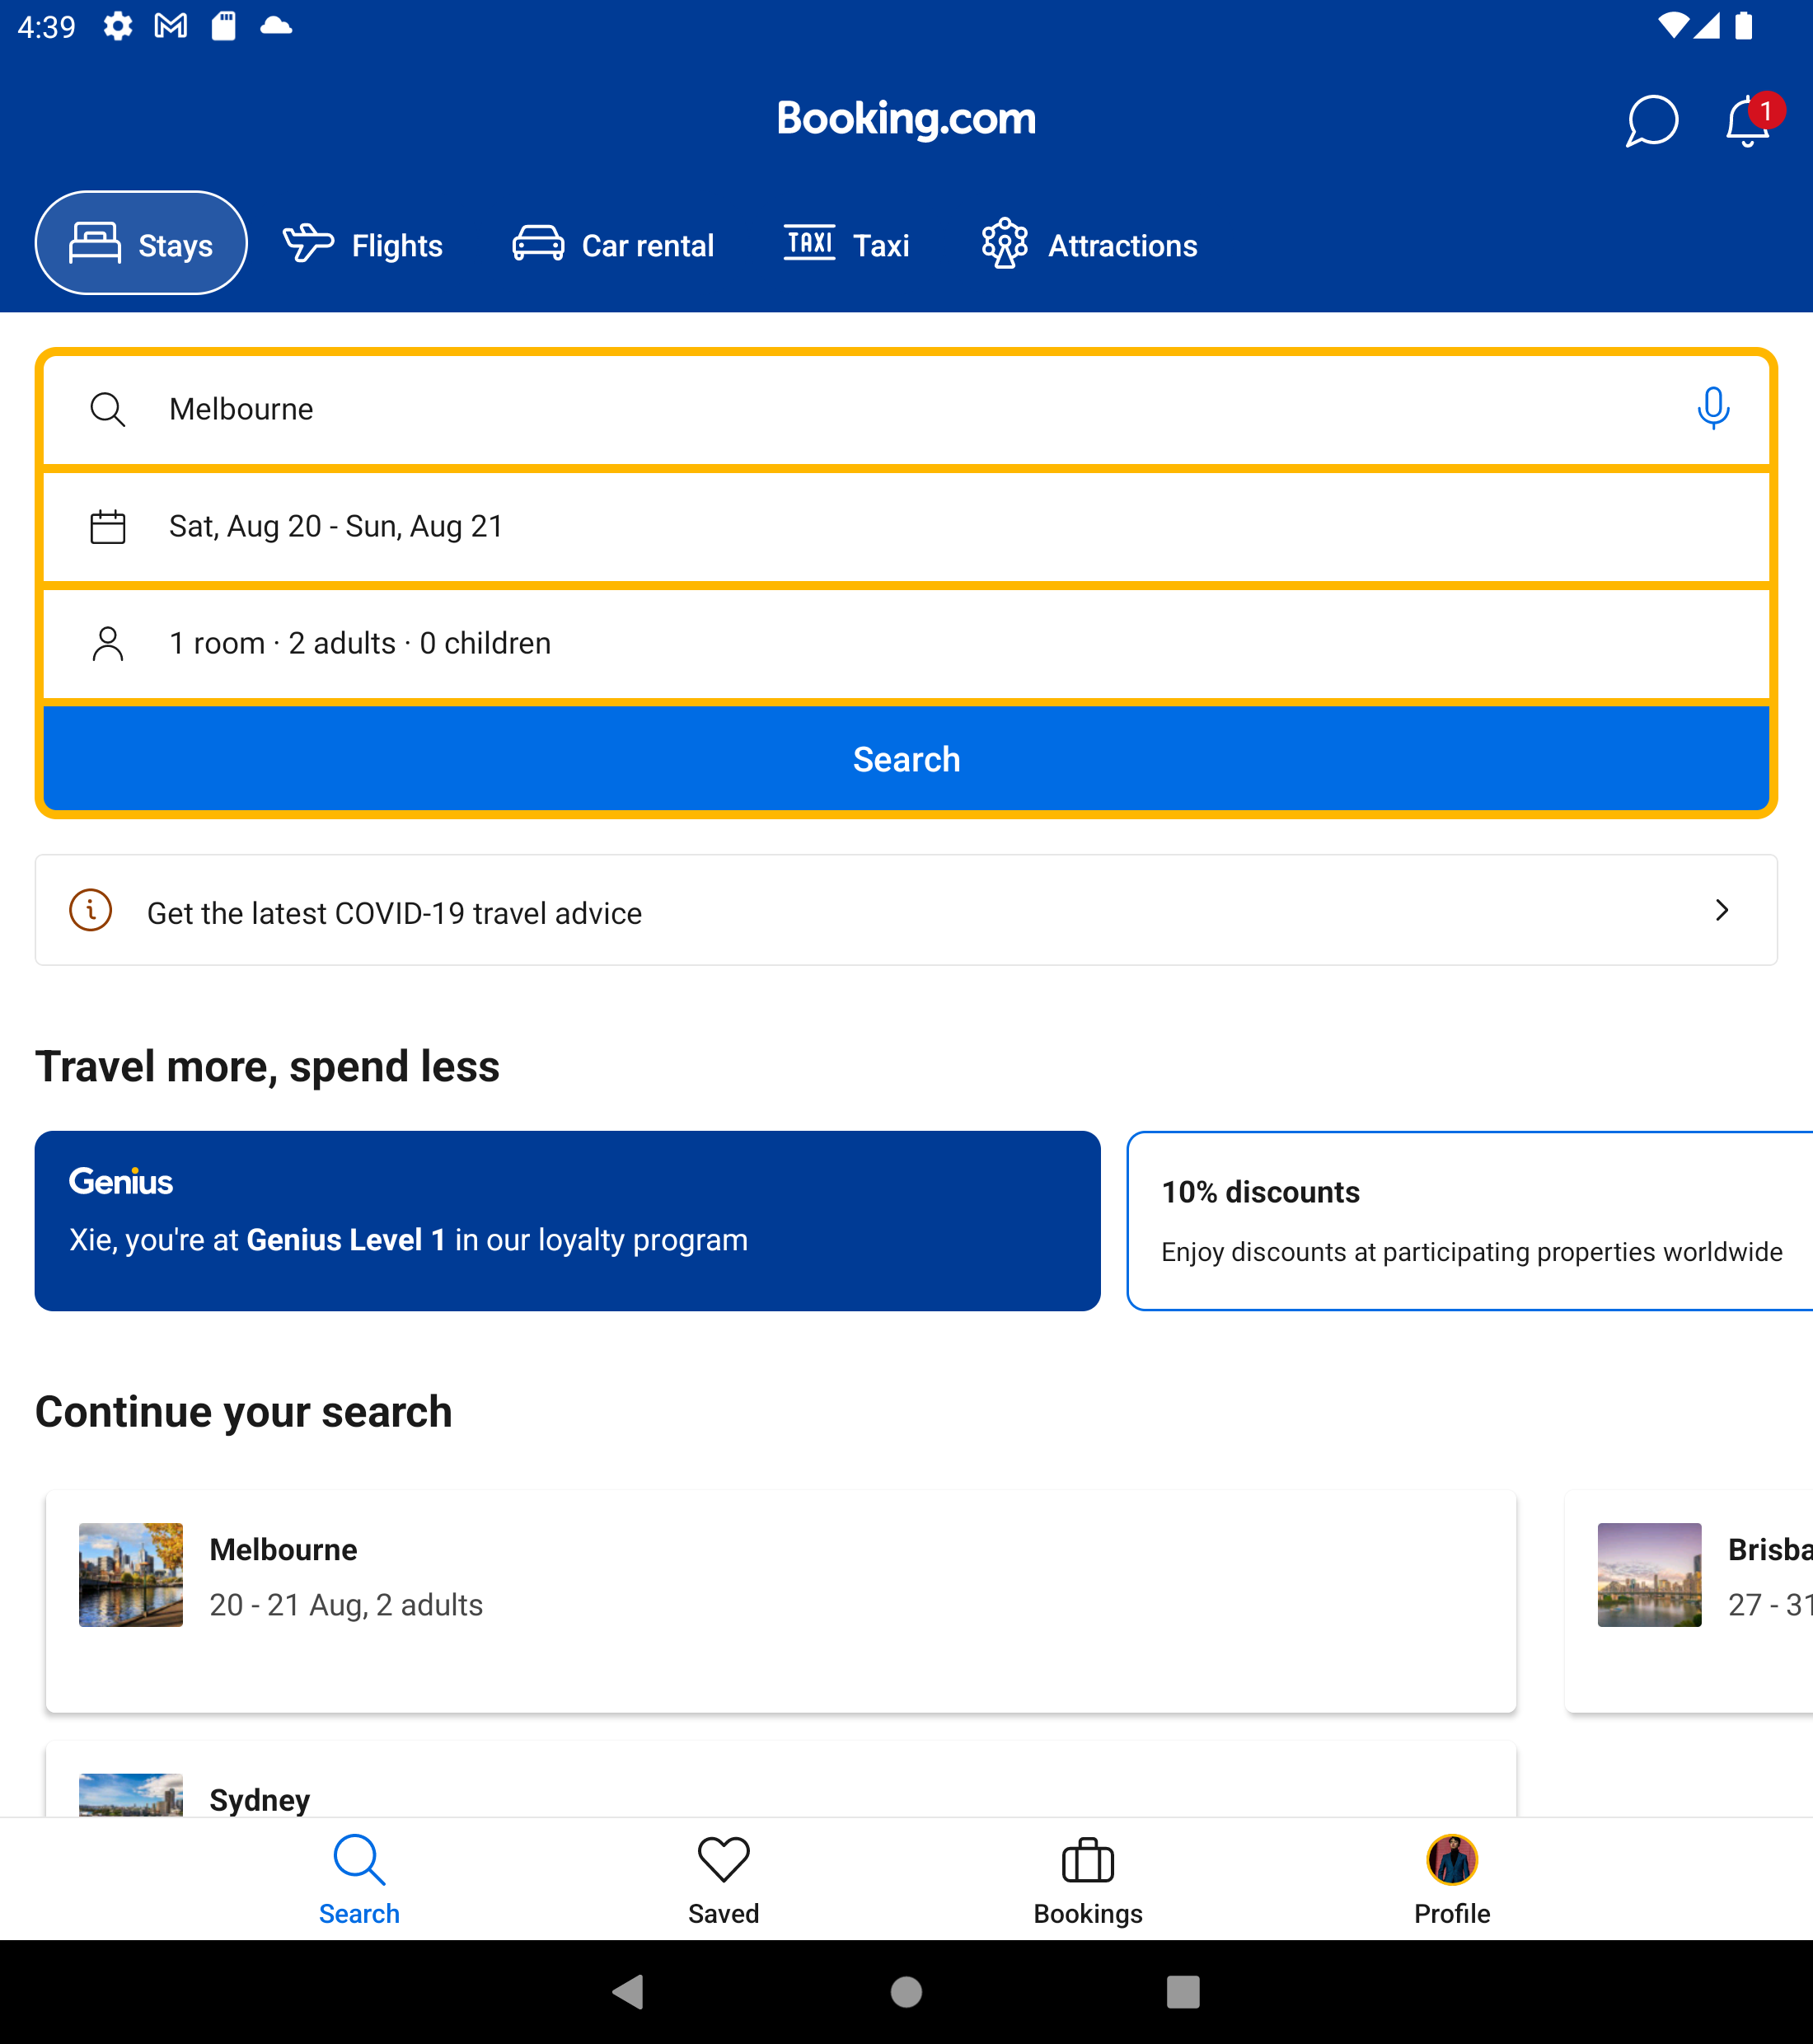 4:39
Booking.com
1
Stays
Flights
Car rental
TAXI Taxi
Attractions
Melbourne
Sat, Aug 20 - Sun, Aug 21
1 room · 2 adults · 0 children
Search
Get the latest COVID-19 travel advice
Travel more, spend less
Genius
Xie, you're at Genius Level 1 in our loyalty program
10% discounts
Enjoy discounts at participating properties worldwide
Continue your search
Melbourne
20 - 21 Aug, 2 adults
Brisba
27 - 31
Sydney
Search
Saved
Bookings
Profile